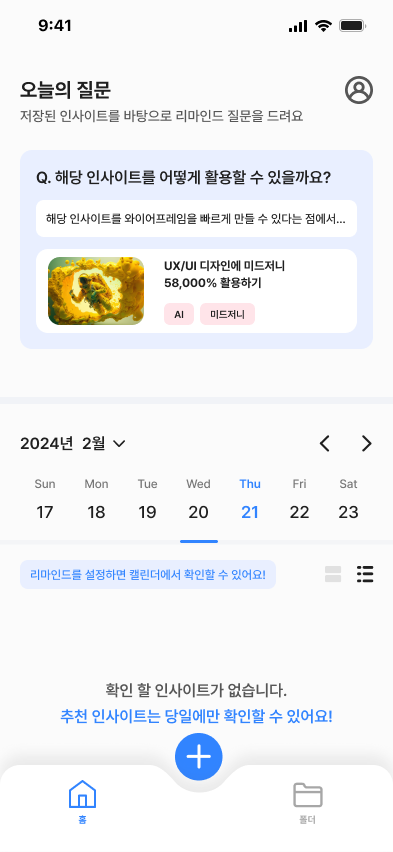 9:41
오늘의 질문
저장된 인사이트를 바탕으로 리마인드 질문을 드려요
Q. 해당 인사이트를 어떻게 활용할 수 있을까요?
해당 인사이트를 와이어프레임을 빠르게 만들 수 있다는 점에서...
UX/UI 디자인에 미드저니
58,000% 활용하기
AI 미드저니
2024년 2월
Sun Mon Tue Wed Thu Fri Sat
17 18 19 20 21 22 23
리마인드를 설정하면 캘린더에서 확인할 수 있어요!
확인 할 인사이트가 없습니다.
추천 인사이트는 당일에만 확인할 수 있어요!
홈 폴더